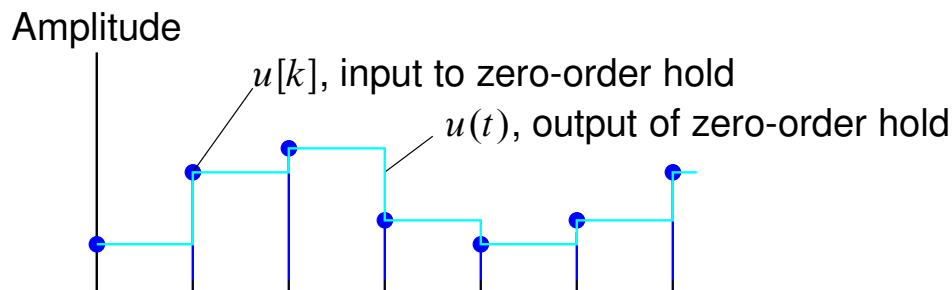 Amplitude
u[k], input to zero-order hold
u(t), output of zero-order hold